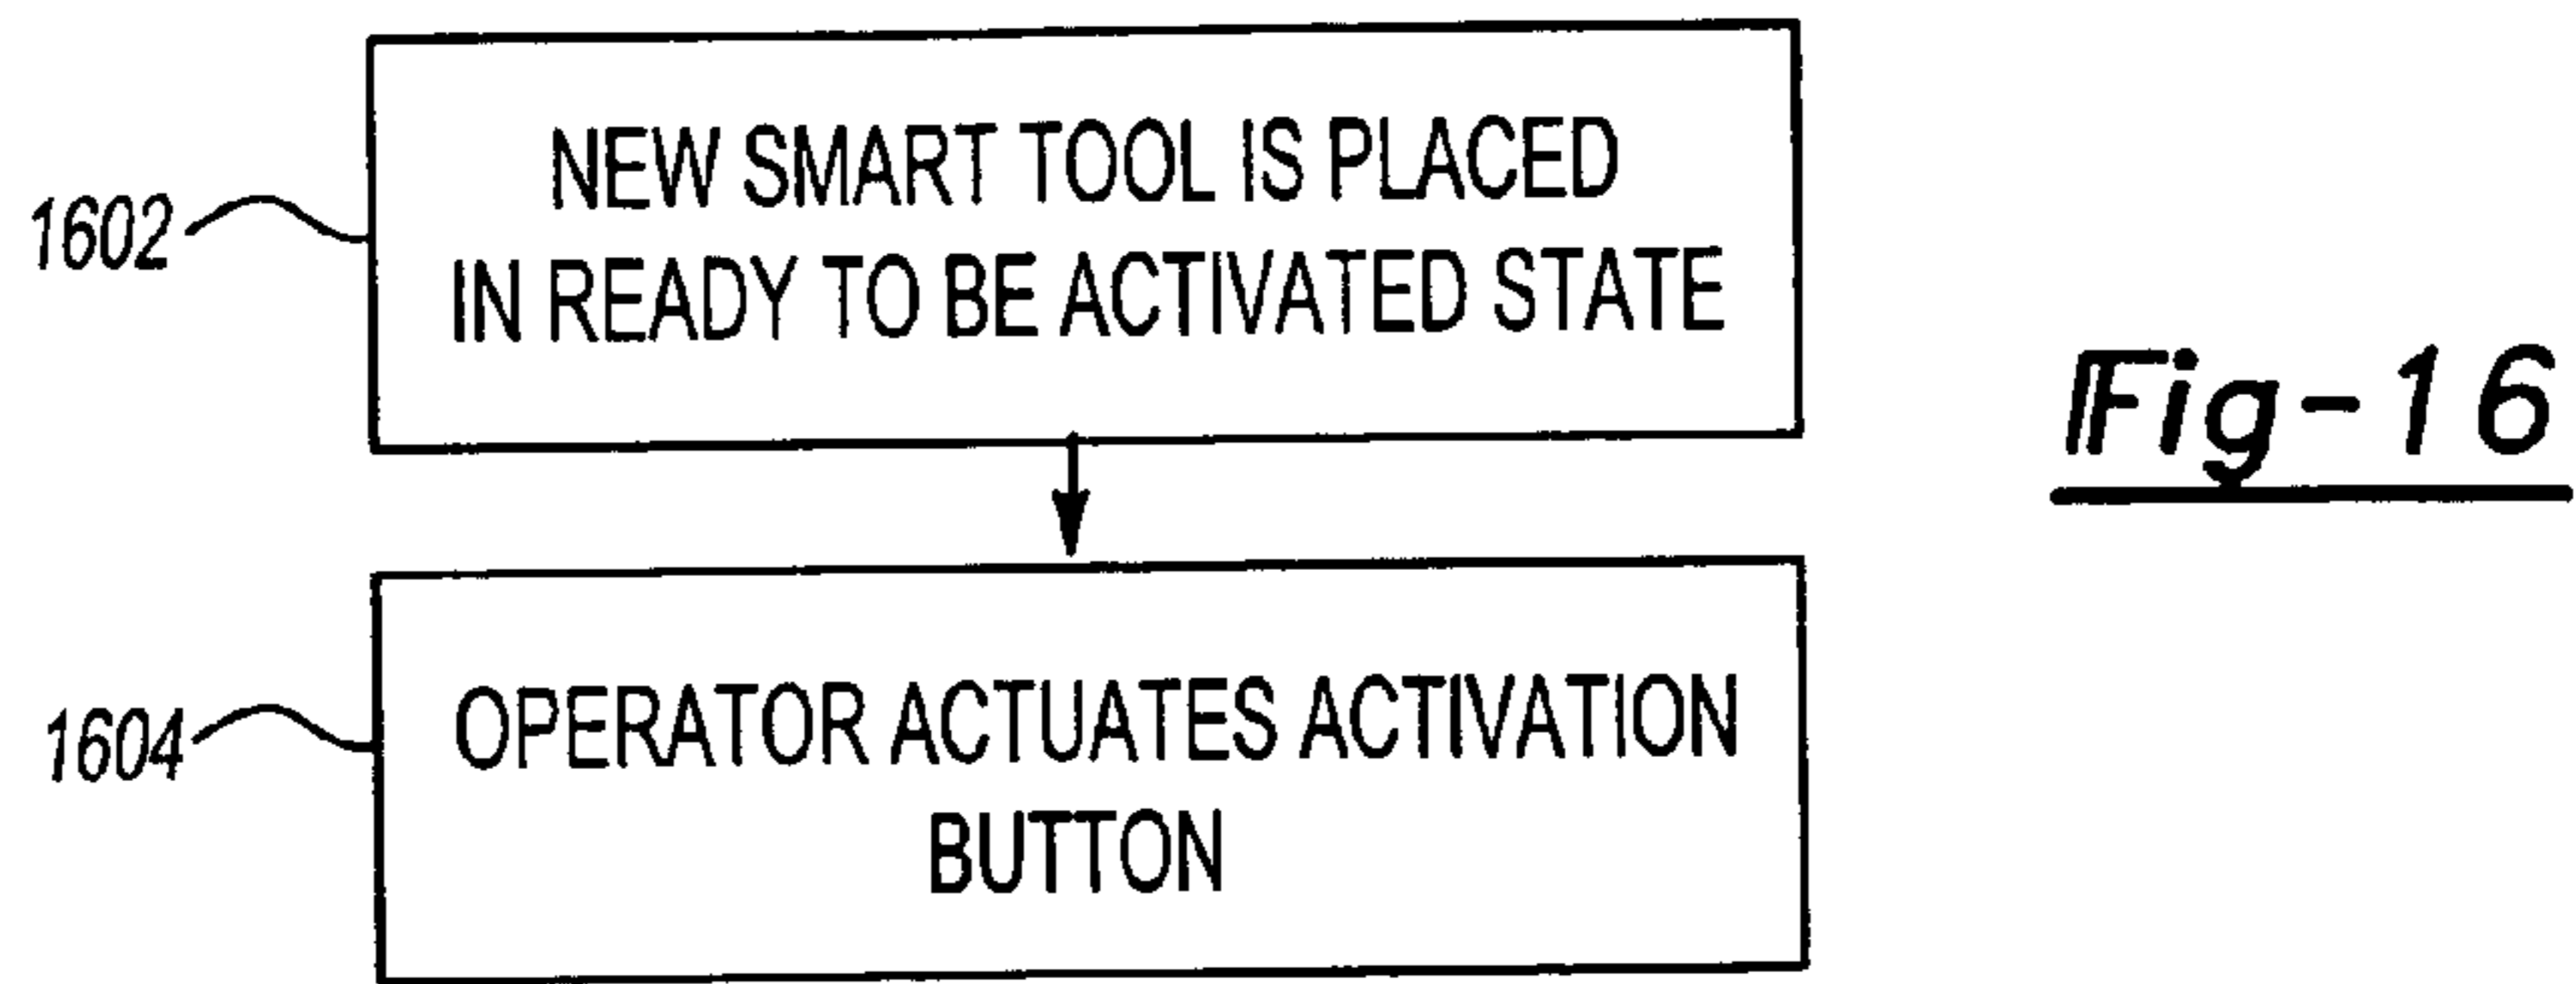 1602
NEW SMART TOOL IS PLACED
IN READY TO BE ACTIVATED STATE
Fig-16
1604
OPERATOR ACTUATES ACTIVATION
BUTTON